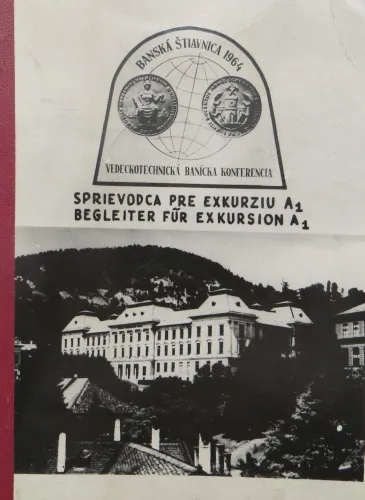 BANSKÁ ŠTIAVNICA 1964
VEDECKOTECHNICKÁ BANÍCKA KONFERENCIA
SPRIEVODCA PRE EXKURZIU A₁
BEGLEITER FÜR EXKURSION A₁